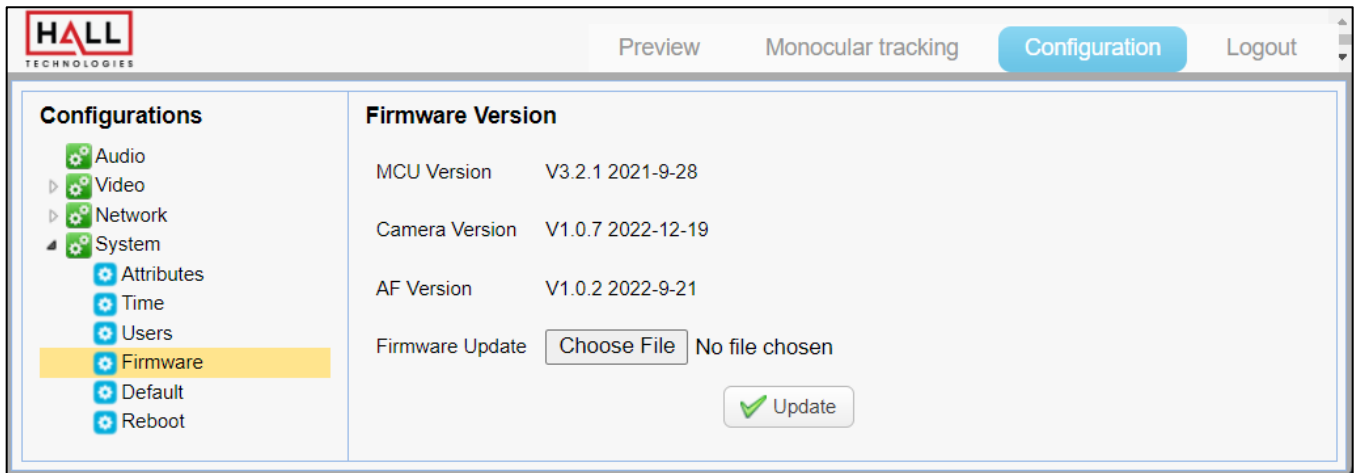 HALL
TECHNOLOGIES
Preview Monocular tracking Configuration Logout
Configurations
Audio
Video
Network
System
Attributes
Time
Users
Firmware
Default
Reboot
Firmware Version
MCU Version V3.2.1 2021-9-28
Camera Version V1.0.7 2022-12-19
AF Version V1.0.2 2022-9-21
Firmware Update Choose File No file chosen
Update